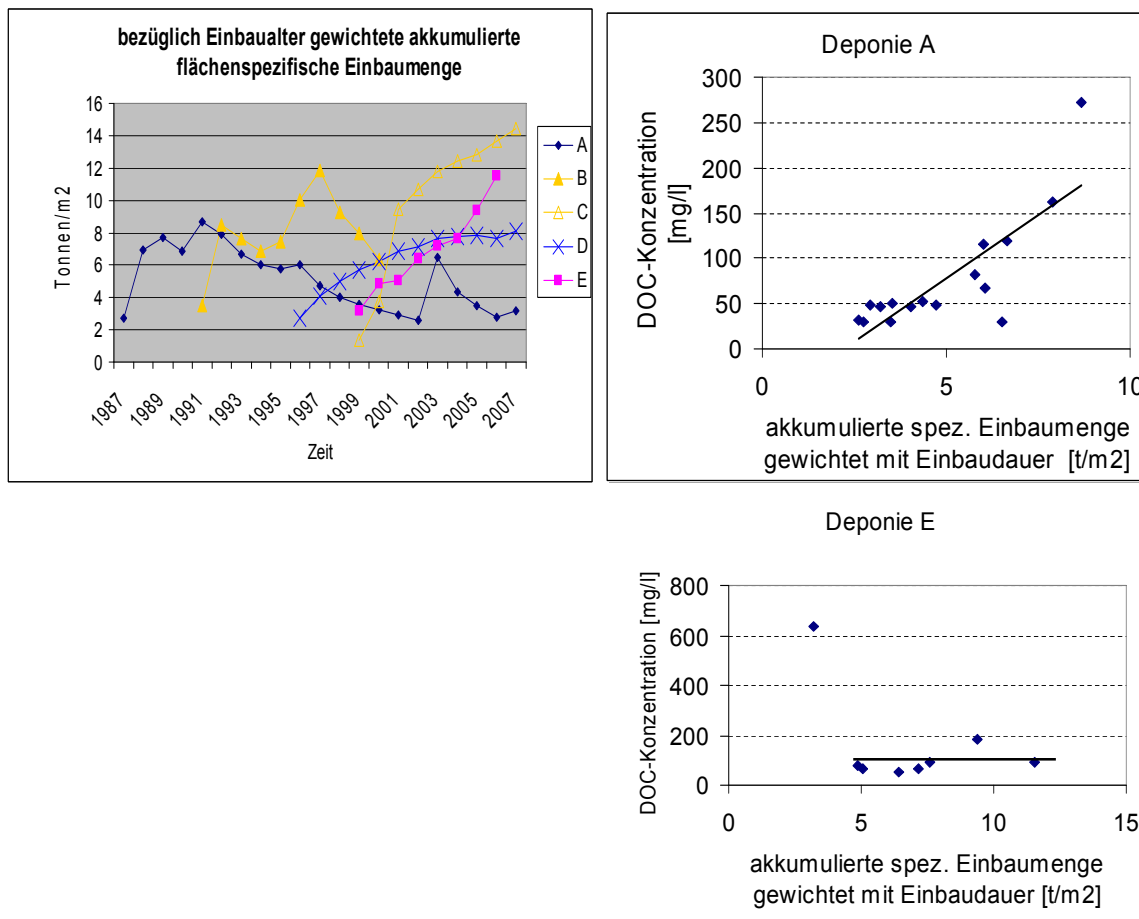 bezüglich Einbaualter gewichtete akkumulierte
flächenspezifische Einbaumenge
Tonnen/m2
16
14
12
10
8
6
4
2
0
1987
1989
1991
1993
1995
1997
1999
2001
2003
2005
2007
Zeit
A
B
C
D
E
Deponie A
DOC-Konzentration
[mg/l]
300
250
200
150
100
50
0
0
5
10
akkumulierte spez. Einbaumenge
gewichtet mit Einbaudauer [t/m2]
Deponie E
DOC-Konzentration [mg/l]
800
600
400
200
0
0
5
10
15
akkumulierte spez. Einbaumenge
gewichtet mit Einbaudauer [t/m2]